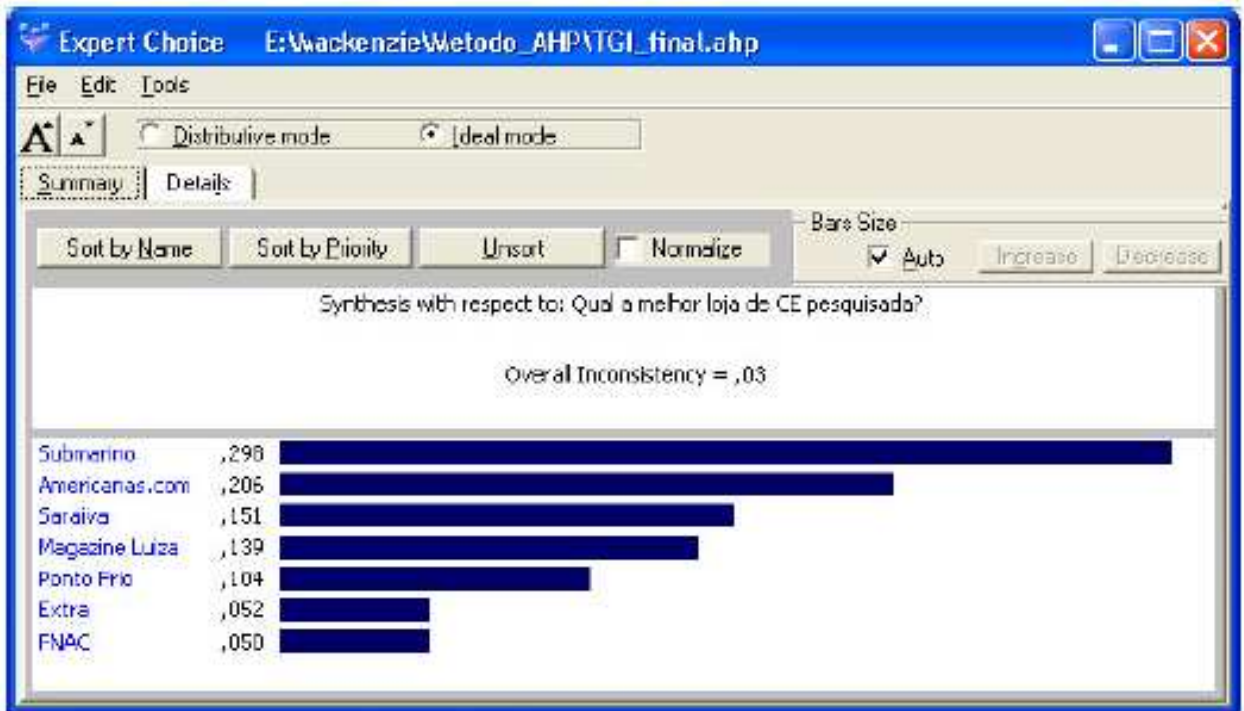 Expert Choice E:\Mackenzie\Metodo_AHP\TGI_final.ahp
File Edit Tools
A A Distributive mode Ideal mode
Summary Details
Bars Size
Sort by Name Sort by Priority Unsort Normalize Auto Increase Decrease
Synthesis with respect to: Qual a melhor loja de CE pesquisada?
Overall Inconsistency = ,03
Submarino ,298
Americanas.com ,206
Saraiva ,151
Magazine Luiza ,139
Ponto Frio ,104
Extra ,052
FNAC ,050